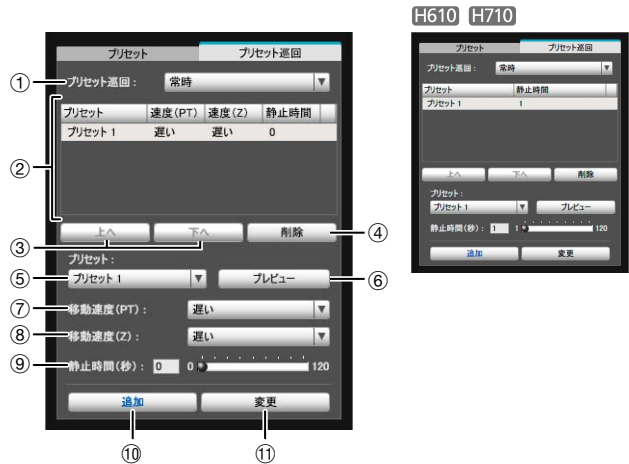 H610 H710
プリセット プリセット巡回
① プリセット巡回： 常時
②
プリセット 速度(PT) 速度(Z) 静止時間
プリセット 1 遅い 遅い 0
③ 上へ 下へ 削除 ④
プリセット：
⑤ プリセット 1 プレビュー ⑥
⑦ 移動速度(PT)： 遅い
⑧ 移動速度(Z)： 遅い
⑨ 静止時間(秒)： 0 0 120
追加 変更
⑩ ⑪
プリセット プリセット巡回
プリセット巡回： 常時
プリセット 静止時間
プリセット 1 1
上へ 下へ 削除
プリセット：
プリセット 1 プレビュー
静止時間(秒)： 1 1 120
追加 変更